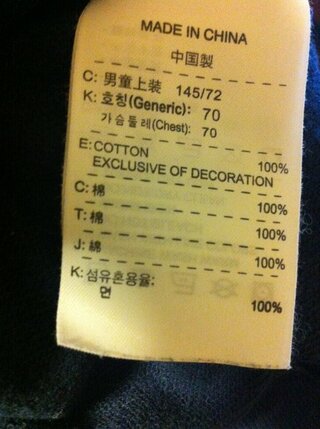 MADE IN CHINA
中国製
C: 男童上装 145/72
K: 호칭(Generic): 70
가슴둘레(Chest): 70
E: COTTON 100%
EXCLUSIVE OF DECORATION
C: 棉 100%
T: 棉 100%
J: 綿 100%
K: 섬유혼용율:
면 100%